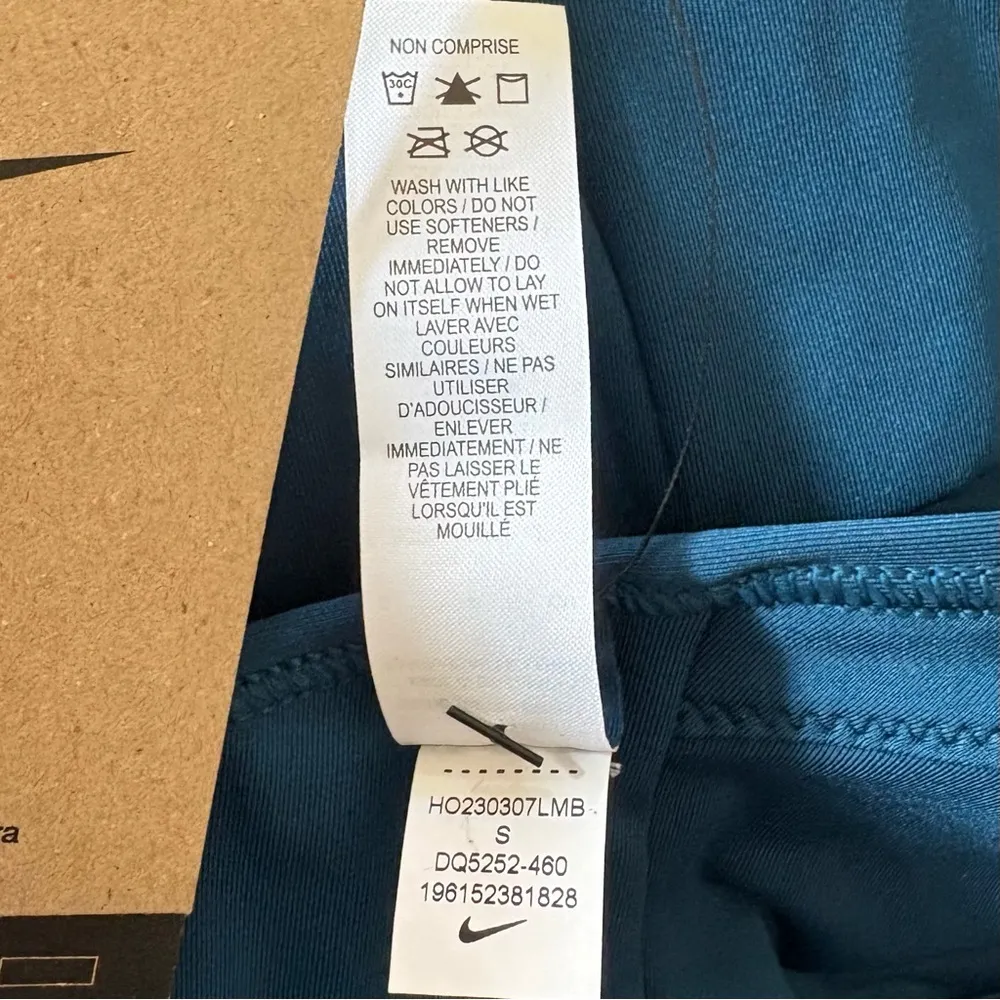 NON COMPRISE
30C
WASH WITH LIKE
COLORS / DO NOT
USE SOFTENERS /
REMOVE
IMMEDIATELY / DO
NOT ALLOW TO LAY
ON ITSELF WHEN WET
LAVER AVEC
COULEURS
SIMILAIRES / NE PAS
UTILISER
D'ADOUCISSEUR /
ENLEVER
IMMEDIATEMENT / NE
PAS LAISSER LE
VÊTEMENT PLIÉ
LORSQU'IL EST
MOUILLÉ
HO230307LMB
S
DQ5252-460
196152381828